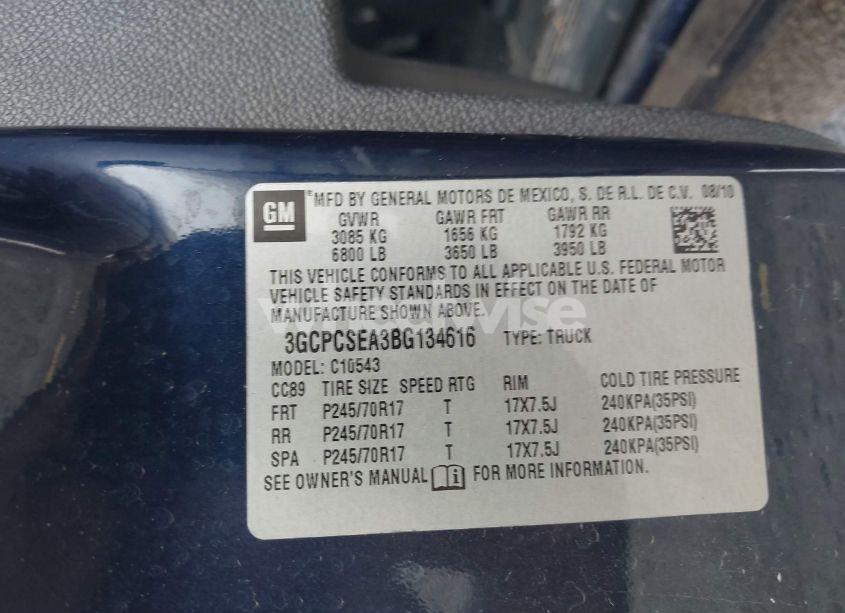 GM
® MFD BY GENERAL MOTORS DE MEXICO, S. DE R.L. DE C.V. 08/10
GVWR GAWR FRT GAWR RR
3085 KG 1656 KG 1792 KG
6800 LB 3650 LB 3950 LB
THIS VEHICLE CONFORMS TO ALL APPLICABLE U.S. FEDERAL MOTOR
VEHICLE SAFETY STANDARDS IN EFFECT ON THE DATE OF
MANUFACTURE SHOWN ABOVE.
3GCPCSEA3BG134616 TYPE: TRUCK
MODEL: C10543
CC89 TIRE SIZE SPEED RTG RIM COLD TIRE PRESSURE
FRT P245/70R17 T 17X7.5J 240KPA(35PSI)
RR P245/70R17 T 17X7.5J 240KPA(35PSI)
SPA P245/70R17 T 17X7.5J 240KPA(35PSI)
SEE OWNER'S MANUAL i FOR MORE INFORMATION.